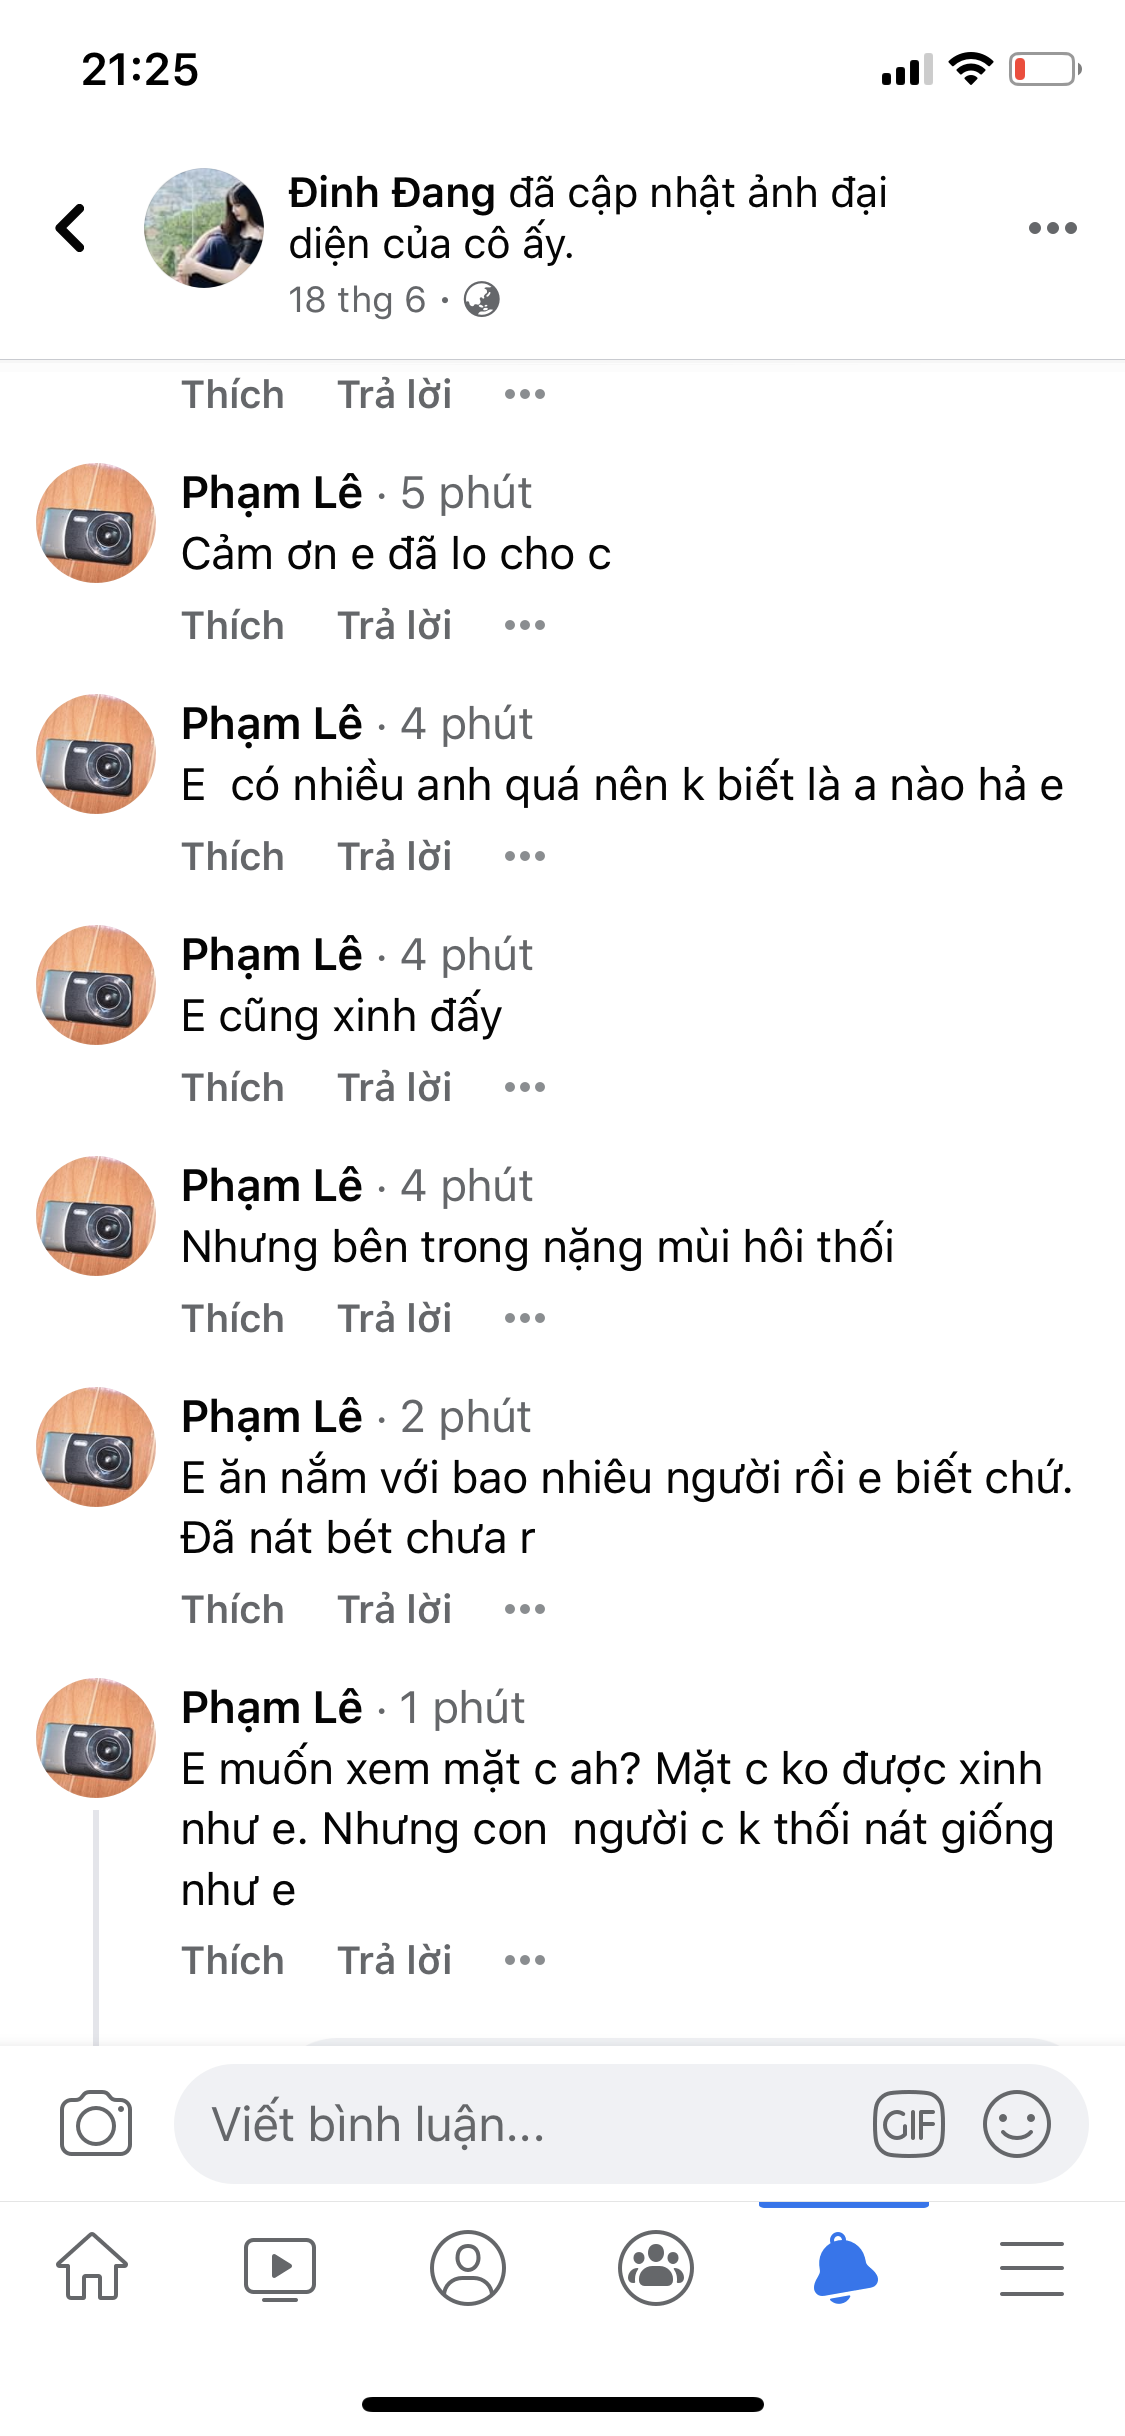 21:25
Đinh Đang đã cập nhật ảnh đại
diện của cô ấy.
18 thg 6 ·
Thích Trả lời ...
Phạm Lê · 5 phút
Cảm ơn e đã lo cho c
Thích Trả lời ...
Phạm Lê · 4 phút
E  có nhiều anh quá nên k biết là a nào hả e
Thích Trả lời ...
Phạm Lê · 4 phút
E cũng xinh đấy
Thích Trả lời ...
Phạm Lê · 4 phút
Nhưng bên trong nặng mùi hôi thối
Thích Trả lời ...
Phạm Lê · 2 phút
E ăn nắm với bao nhiêu người rồi e biết chứ.
Đã nát bét chưa r
Thích Trả lời ...
Phạm Lê · 1 phút
E muốn xem mặt c ah? Mặt c ko được xinh
như e. Nhưng con  người c k thối nát giống
như e
Thích Trả lời ...
Viết bình luận...
GIF